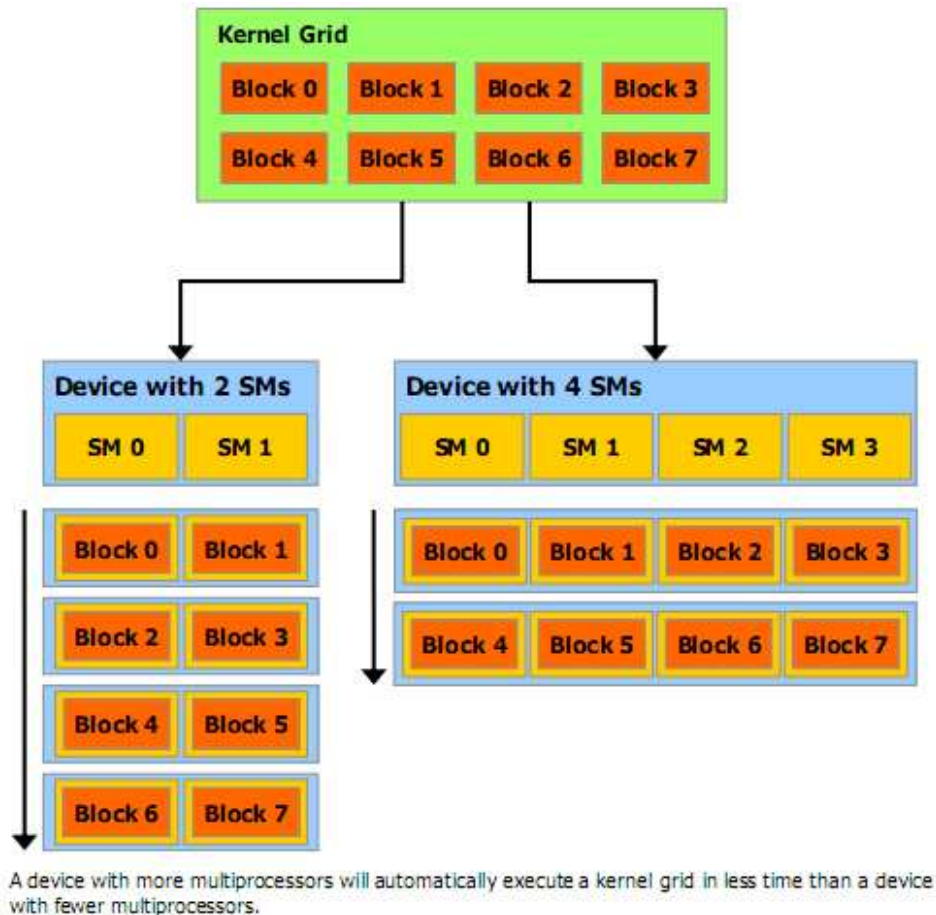 Kernel Grid
Block 0 Block 1 Block 2 Block 3
Block 4 Block 5 Block 6 Block 7
Device with 2 SMs
SM 0 SM 1
Block 0 Block 1
Block 2 Block 3
Block 4 Block 5
Block 6 Block 7
Device with 4 SMs
SM 0 SM 1 SM 2 SM 3
Block 0 Block 1 Block 2 Block 3
Block 4 Block 5 Block 6 Block 7
A device with more multiprocessors will automatically execute a kernel grid in less time than a device
with fewer multiprocessors.